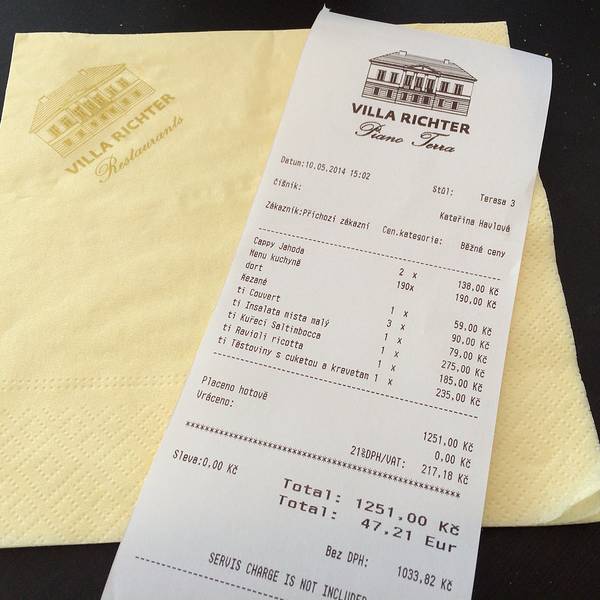 VILLA RICHTER
Restaurants
VILLA RICHTER
Piano Terra
Datum:10.05.2014 15:02
Stůl: Terasa 3
číšník: Kateřina Havlová
Zákazník:Příchozí zákazní Cen.kategorie: Běžné ceny
Cappy Jahoda 2 x 138,00 Kč
Menu kuchyně 190x 190,00 Kč
dort
Mezané 1 x 59,00 Kč
ti Couvert 3 x 90,00 Kč
ti Insalata mista malý 1 x 79,00 Kč
ti Kuřecí Saltimbocca 1 x 275,00 Kč
ti Ravioli ricotta 1 x 185,00 Kč
ti Těstoviny s cuketou a krevetam 1 x 235,00 Kč
Placeno hotově 1251,00 Kč
Vráceno: 0,00 Kč
21%DPH/VAT: 217,18 Kč
************************************************
Sleva:0,00 Kč
Total: 1251,00 Kč
Total: 47,21 Eur
Bez DPH: 1033,82 Kč
SERVIS CHARGE IS NOT INCLUDED